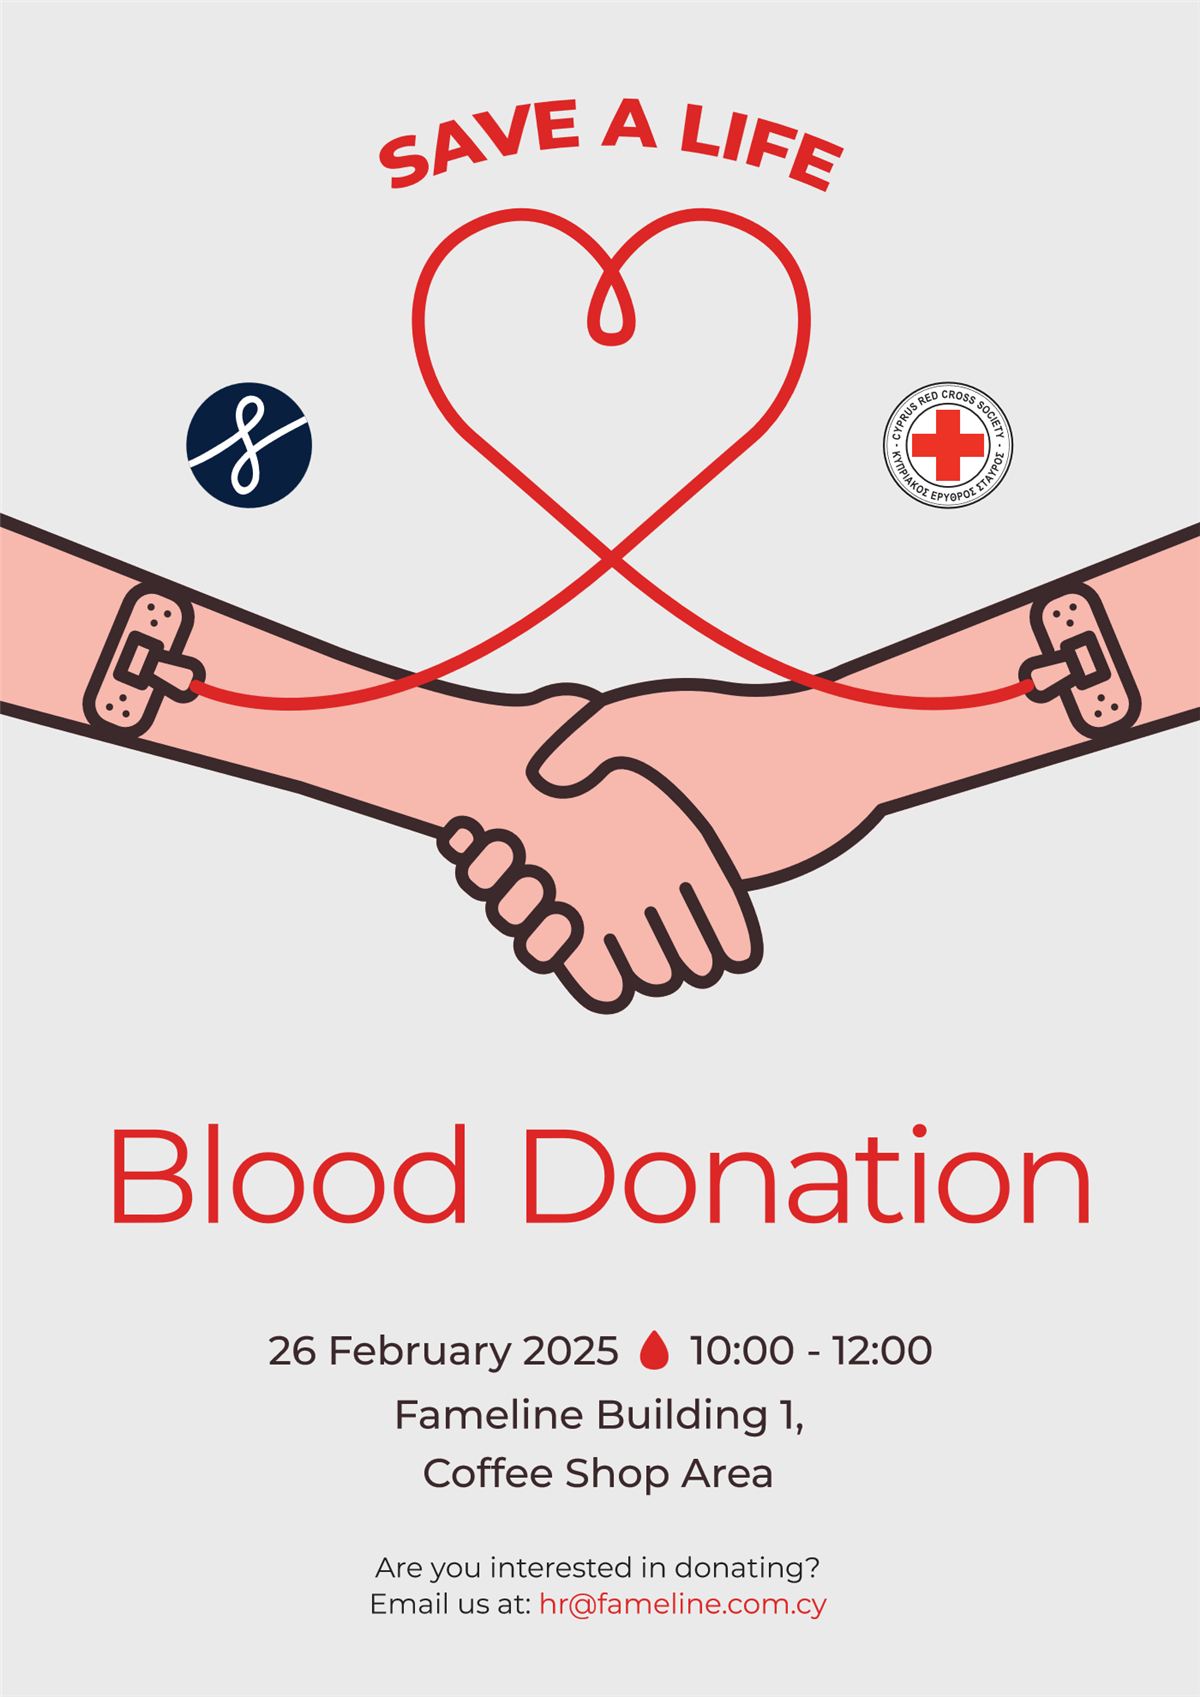 SAVE A LIFE
CYPRUS RED CROSS SOCIETY
ΚΥΠΡΙΑΚΟΣ ΕΡΥΘΡΟΣ ΣΤΑΥΡΟΣ
Blood Donation
26 February 2025 10:00 - 12:00
Fameline Building 1,
Coffee Shop Area
Are you interested in donating?
Email us at: hr@fameline.com.cy